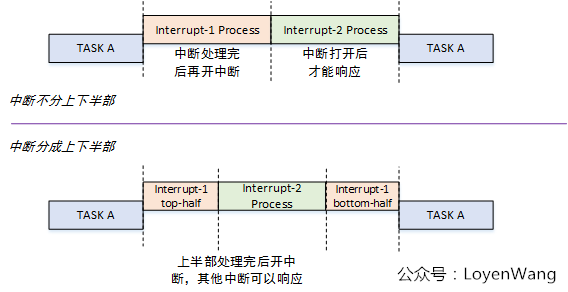 Interrupt-1 Process
Interrupt-2 Process
TASK A
TASK A
中断处理完
后再开中断
中断打开后
才能响应
中断不分上下半部
中断分成上下半部
Interrupt-1
top-half
Interrupt-2
Process
Interrupt-1
bottom-half
TASK A
TASK A
上半部处理完后开中
断，其他中断可以响应
公众号：LoyenWang